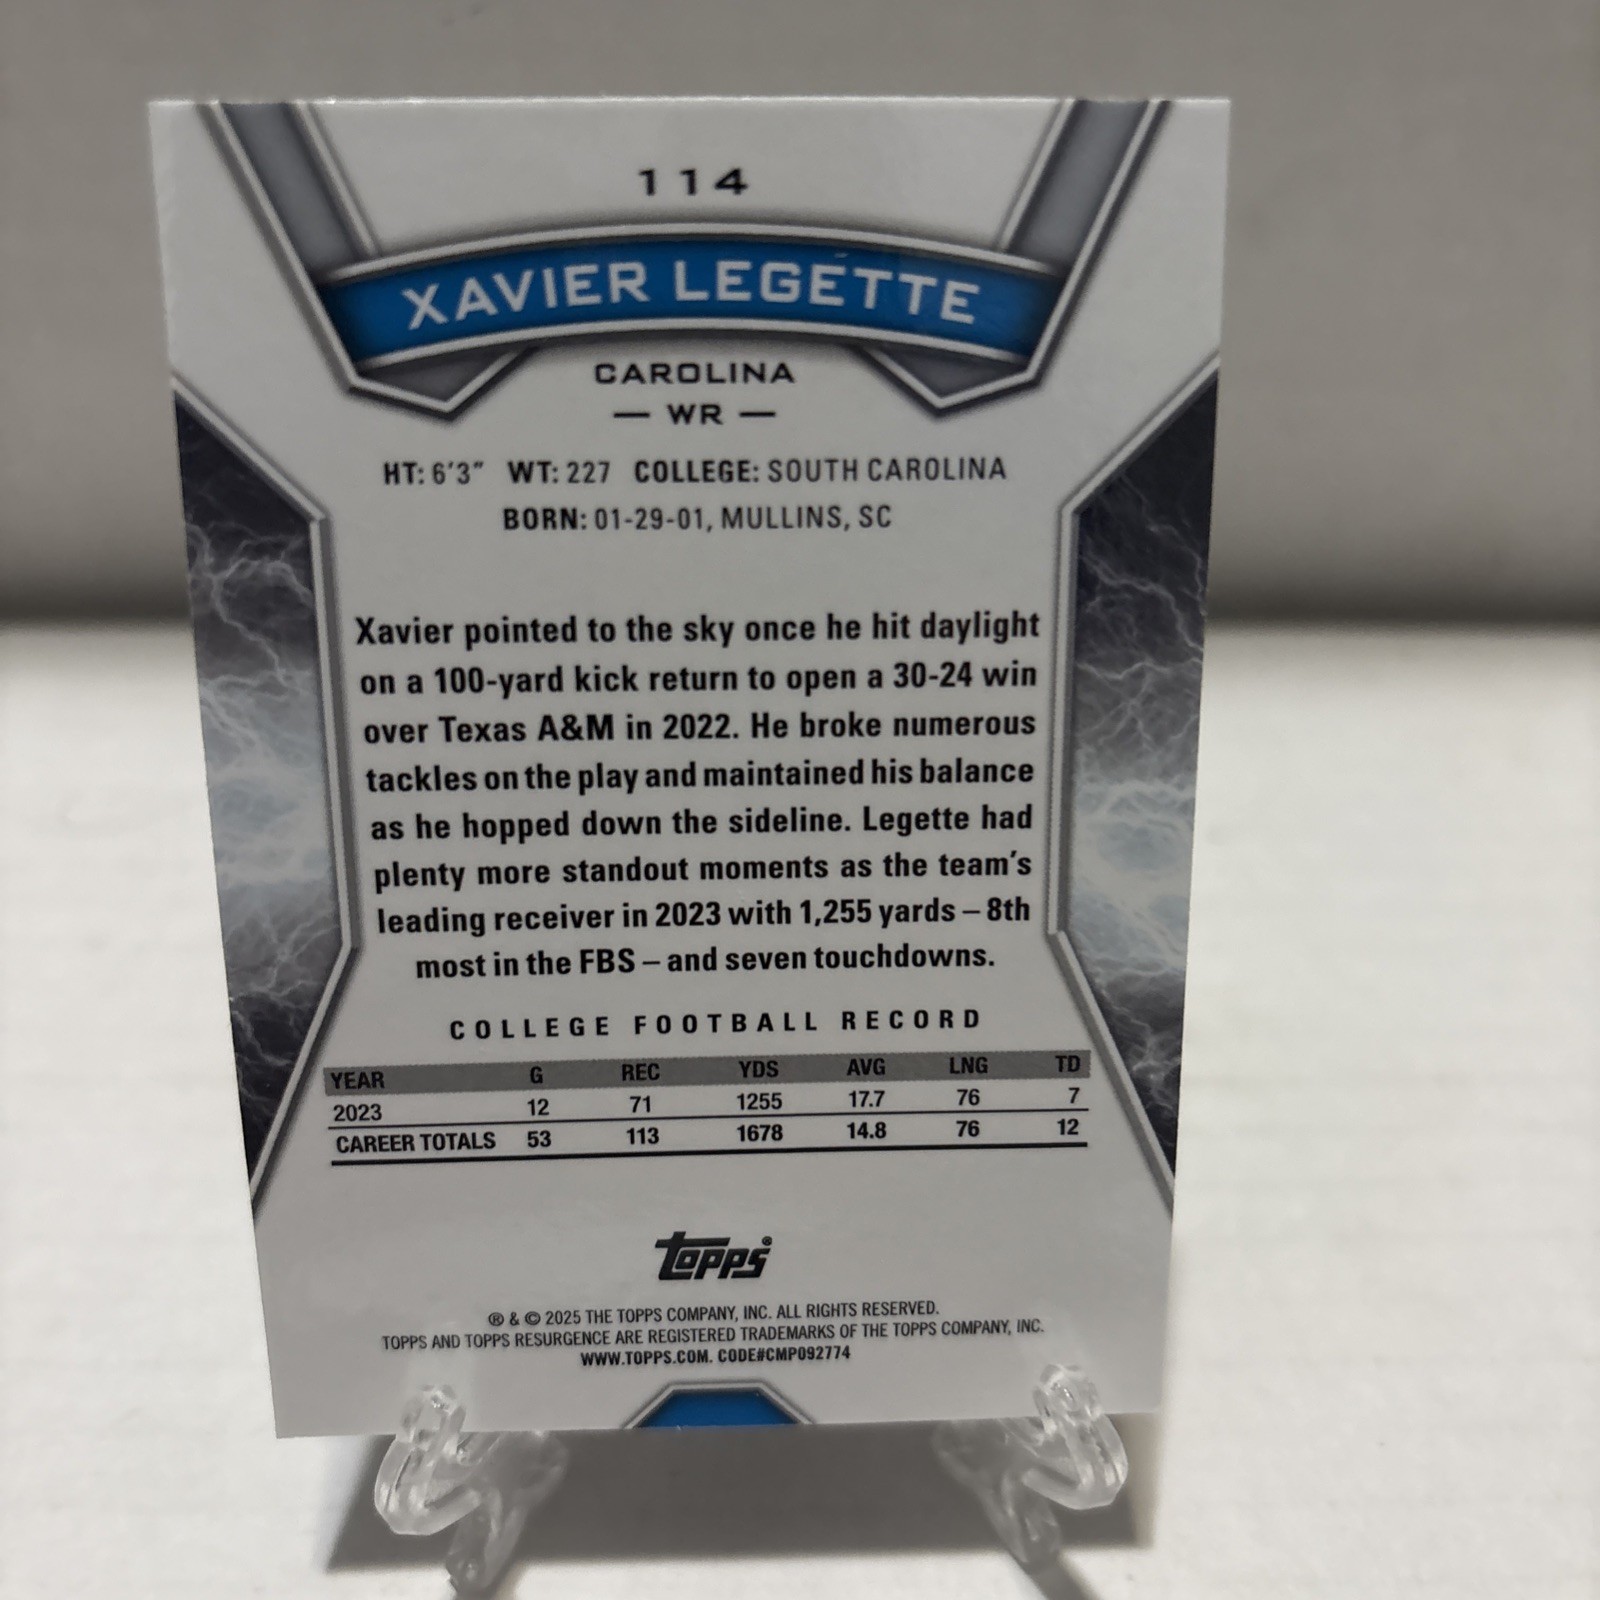 114
XAVIER LEGETTE
CAROLINA
— WR —
HT: 6'3" WT: 227 COLLEGE: SOUTH CAROLINA
BORN: 01-29-01, MULLINS, SC
Xavier pointed to the sky once he hit daylight
on a 100-yard kick return to open a 30-24 win
over Texas A&M in 2022. He broke numerous
tackles on the play and maintained his balance
as he hopped down the sideline. Legette had
plenty more standout moments as the team's
leading receiver in 2023 with 1,255 yards – 8th
most in the FBS – and seven touchdowns.
COLLEGE FOOTBALL RECORD
YEAR G REC YDS AVG LNG TD
2023 12 71 1255 17.7 76 7
CAREER TOTALS 53 113 1678 14.8 76 12
topps®
® & © 2025 THE TOPPS COMPANY, INC. ALL RIGHTS RESERVED.
TOPPS AND TOPPS RESURGENCE ARE REGISTERED TRADEMARKS OF THE TOPPS COMPANY, INC.
WWW.TOPPS.COM. CODE#CMP092774